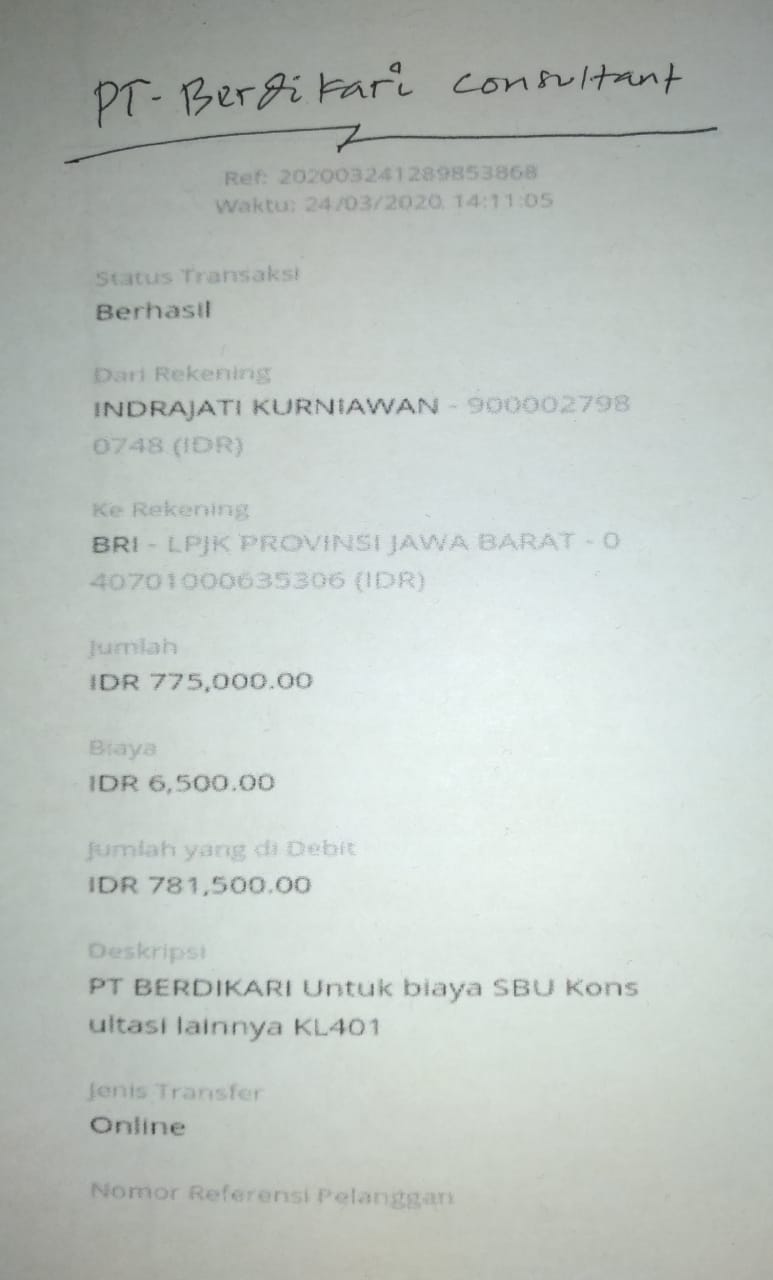 PT-Berdikari consultant
Ref: 202003241289853868
Waktu: 24/03/2020 14:11:05
Status Transaksi
Berhasil
Dari Rekening
INDRAJATI KURNIAWAN - 900002798
0748 (IDR)
Ke Rekening
BRI - LPJK PROVINSI JAWA BARAT - 0
40701000635306 (IDR)
Jumlah
IDR 775,000.00
Biaya
IDR 6,500.00
Jumlah yang di Debit
IDR 781,500.00
Deskripsi
PT BERDIKARI Untuk biaya SBU Kons
ultasi lainnya KL401
Jenis Transfer
Online
Nomor Referensi Pelanggan